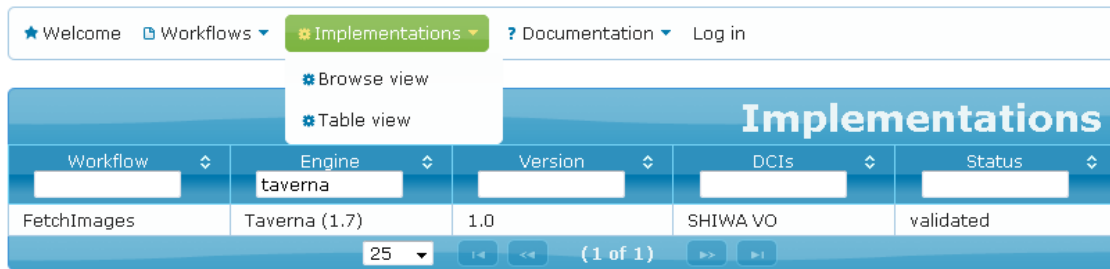 Welcome Workflows Implementations ? Documentation Log in
Browse view
Table view
Implementations
Workflow Engine Version DCIs Status
taverna
FetchImages Taverna (1.7) 1.0 SHIWA VO validated
25 (1 of 1)